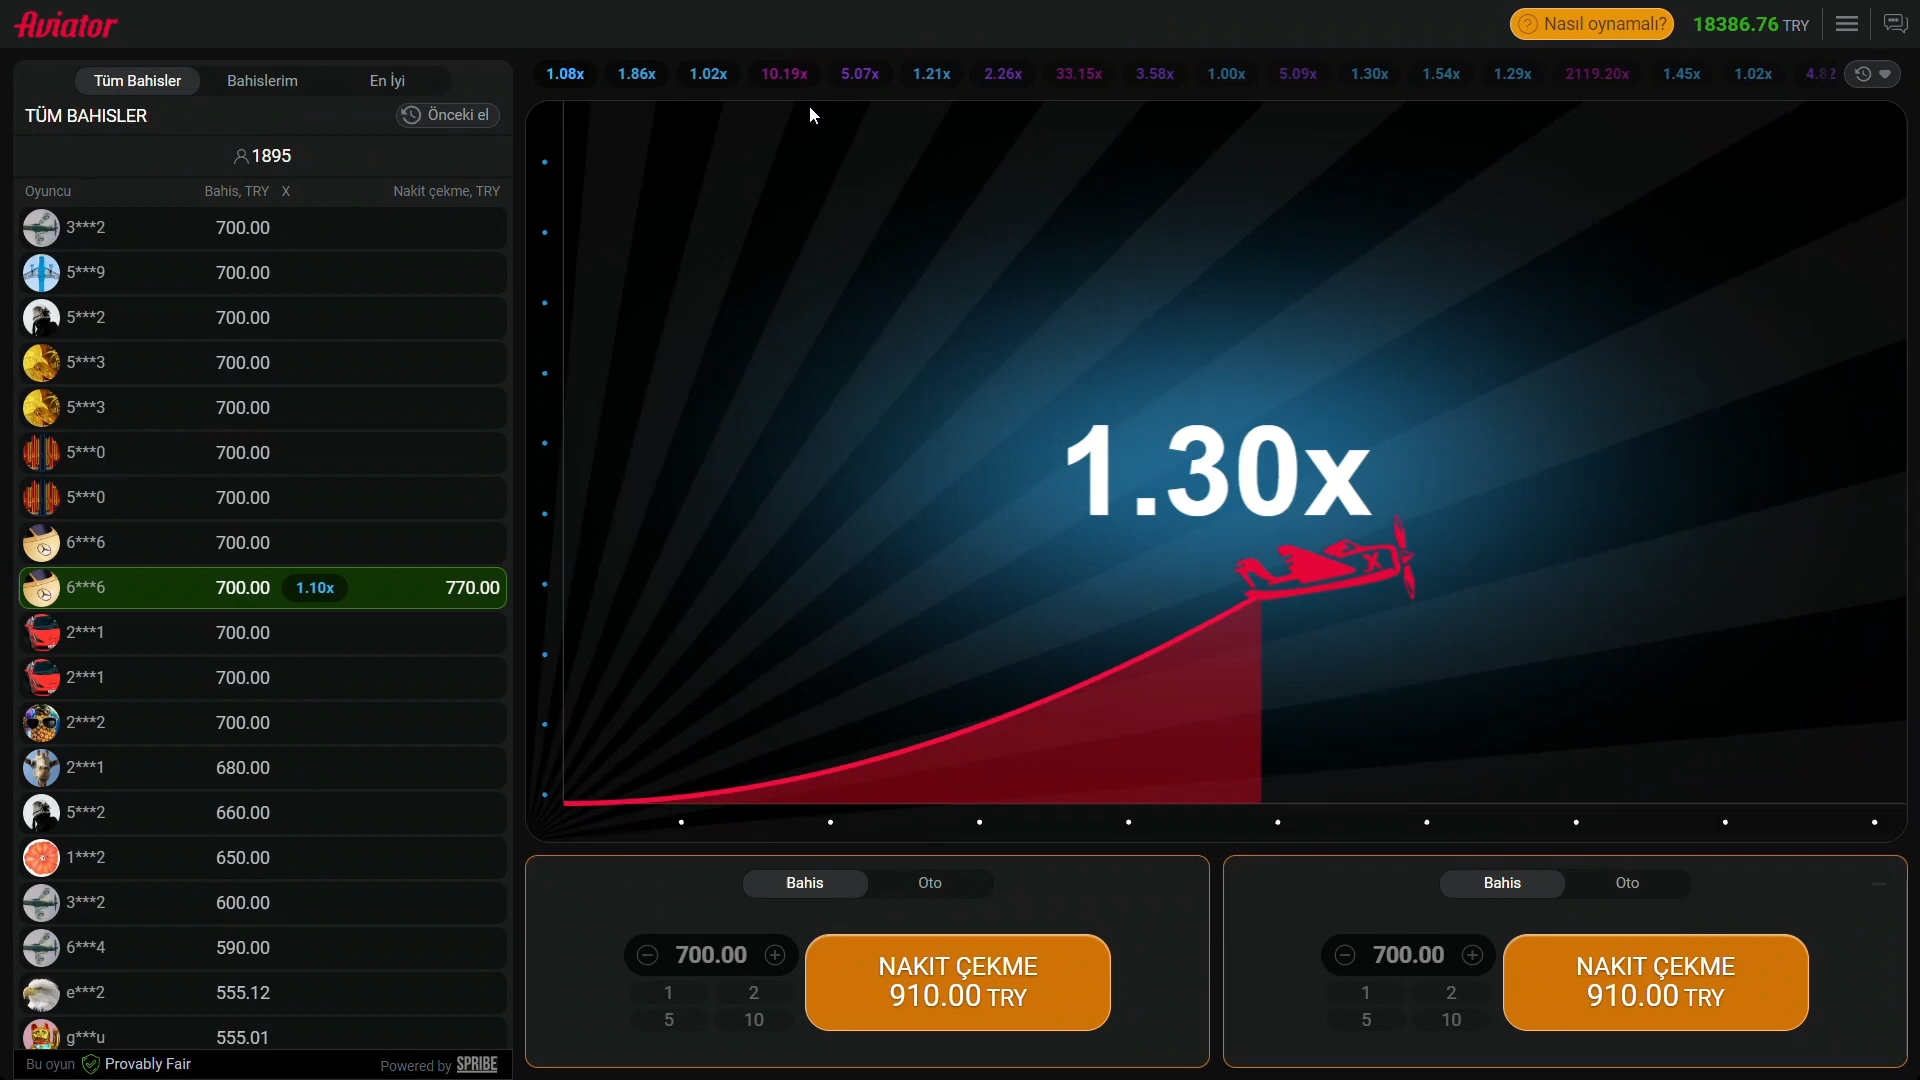 Aviator
? Nasıl oynamalı? 18386.76 TRY
Tüm Bahisler Bahislerim En İyi
1.08x 1.86x 1.02x 10.19x 5.07x 1.21x 2.26x 33.15x 3.58x 1.00x 5.09x 1.30x 1.54x 1.29x 2119.20x 1.45x 1.02x 4.82
TÜM BAHISLER Önceki el
1895
Oyuncu Bahis, TRY X Nakit çekme, TRY
3***2 700.00
5***9 700.00
5***2 700.00
5***3 700.00
5***3 700.00
5***0 700.00
5***0 700.00
6***6 700.00
6***6 700.00 1.10x 770.00
2***1 700.00
2***1 700.00
2***2 700.00
2***1 680.00
5***2 660.00
1***2 650.00
3***2 600.00
6***4 590.00
e***2 555.12
g***u 555.01
Bu oyun Provably Fair Powered by SPRIBE
1.30x
X
Bahis Oto
700.00
1 2
5 10
NAKIT ÇEKME
910.00 TRY
Bahis Oto
700.00
1 2
5 10
NAKIT ÇEKME
910.00 TRY